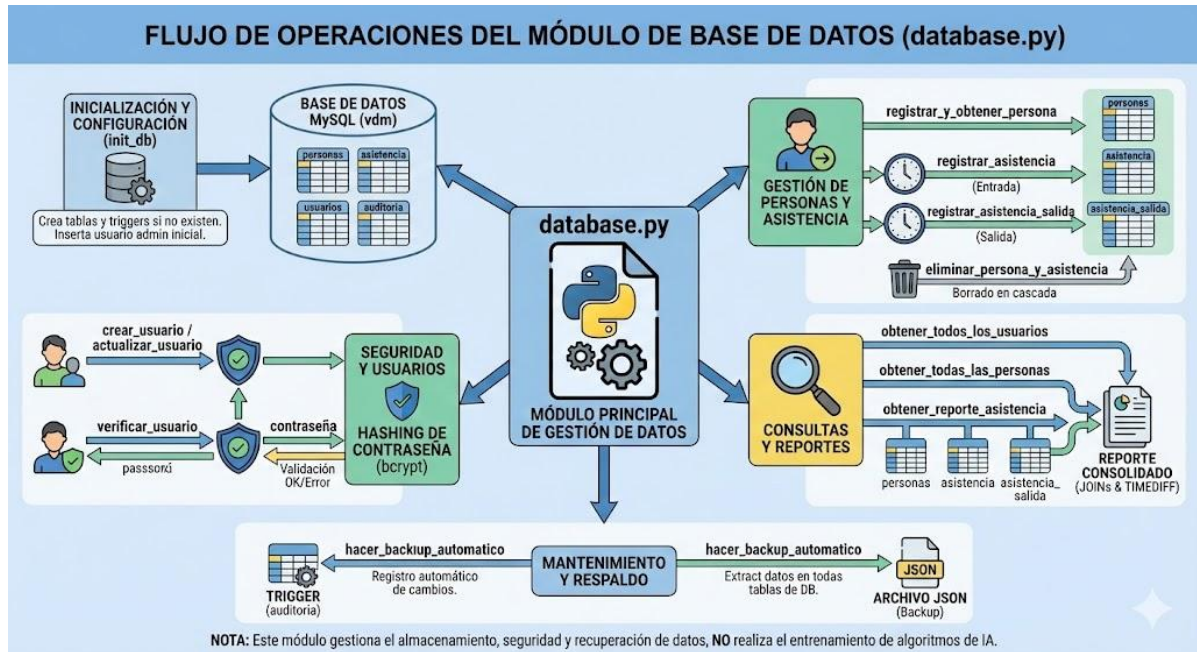 FLUJO DE OPERACIONES DEL MÓDULO DE BASE DE DATOS (database.py)
INICIALIZACIÓN Y
CONFIGURACIÓN
(init_db)
Crea tablas y triggers si no existen.
Inserta usuario admin inicial.
BASE DE DATOS
MySQL (vdm)
personas
asistencia
usuarios
auditoria
database.py
MÓDULO PRINCIPAL
DE GESTIÓN DE DATOS
GESTIÓN DE
PERSONAS Y
ASISTENCIA
registrar_y_obtener_persona
personas
registrar_asistencia
(Entrada)
asistencia
registrar_asistencia_salida
(Salida)
asistencia_salida
eliminar_persona_y_asistencia
Borrado en cascada
crear_usuario /
actualizar_usuario
verificar_usuario
contraseña
Validación
OK/Error
SEGURIDAD
Y USUARIOS
HASHING DE
CONTRASEÑA
(bcrypt)
CONSULTAS
Y REPORTES
obtener_todos_los_usuarios
obtener_todas_las_personas
obtener_reporte_asistencia
personas
asistencia
asistencia_
salida
REPORTE
CONSOLIDADO
(JOINs & TIMEDIFF)
hacer_backup_automatico
Registro automático
de cambios.
TRIGGER
(auditoria)
MANTENIMIENTO
Y RESPALDO
hacer_backup_automatico
Extract datos en todas
tablas de DB.
JSON
ARCHIVO JSON
(Backup)
NOTA: Este módulo gestiona el almacenamiento, seguridad y recuperación de datos, NO realiza el entrenamiento de algoritmos de IA.